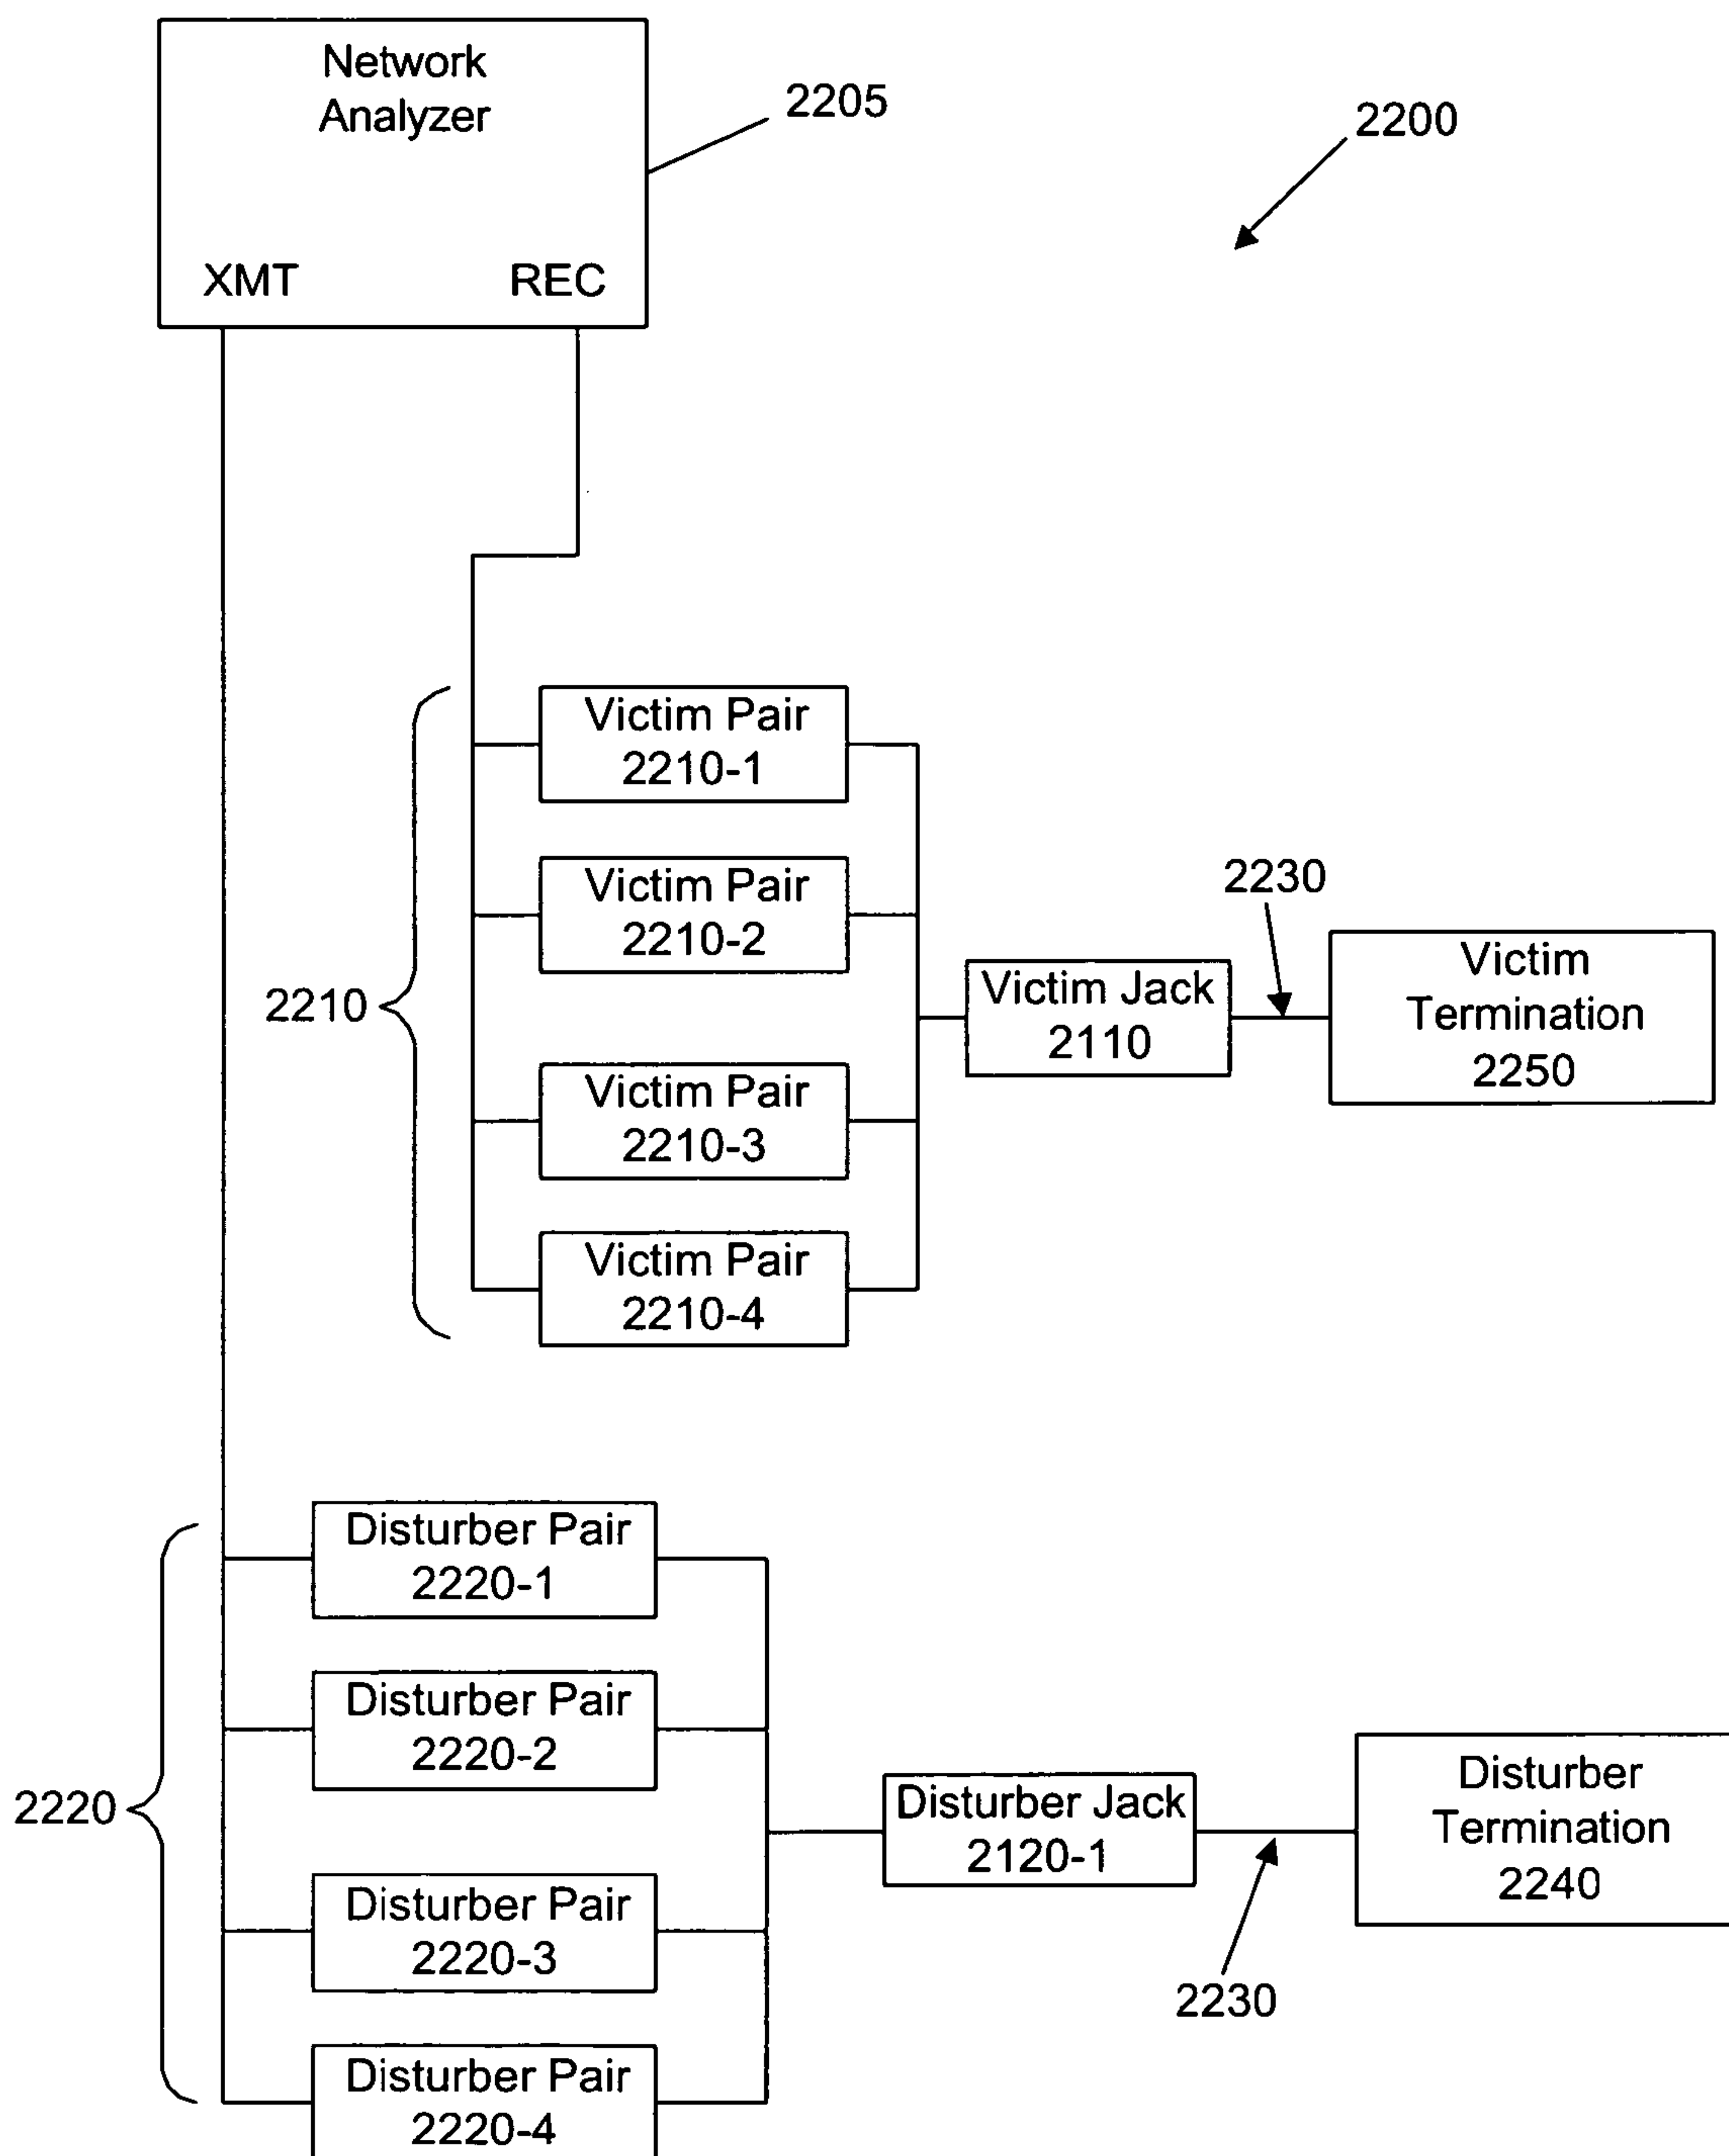 Network
Analyzer
XMT
REC
2205
2200
Victim Pair
2210-1
Victim Pair
2210-2
Victim Pair
2210-3
Victim Pair
2210-4
2210
Victim Jack
2110
2230
Victim
Termination
2250
Disturber Pair
2220-1
Disturber Pair
2220-2
Disturber Pair
2220-3
Disturber Pair
2220-4
2220
Disturber Jack
2120-1
2230
Disturber
Termination
2240